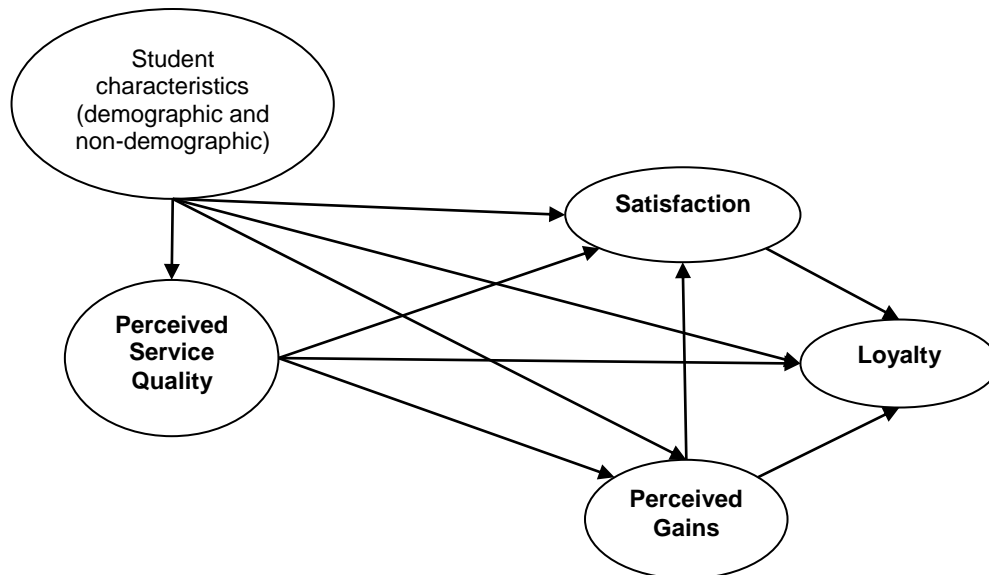 Student
characteristics
(demographic and
non-demographic)
Satisfaction
Perceived
Service
Quality
Loyalty
Perceived
Gains